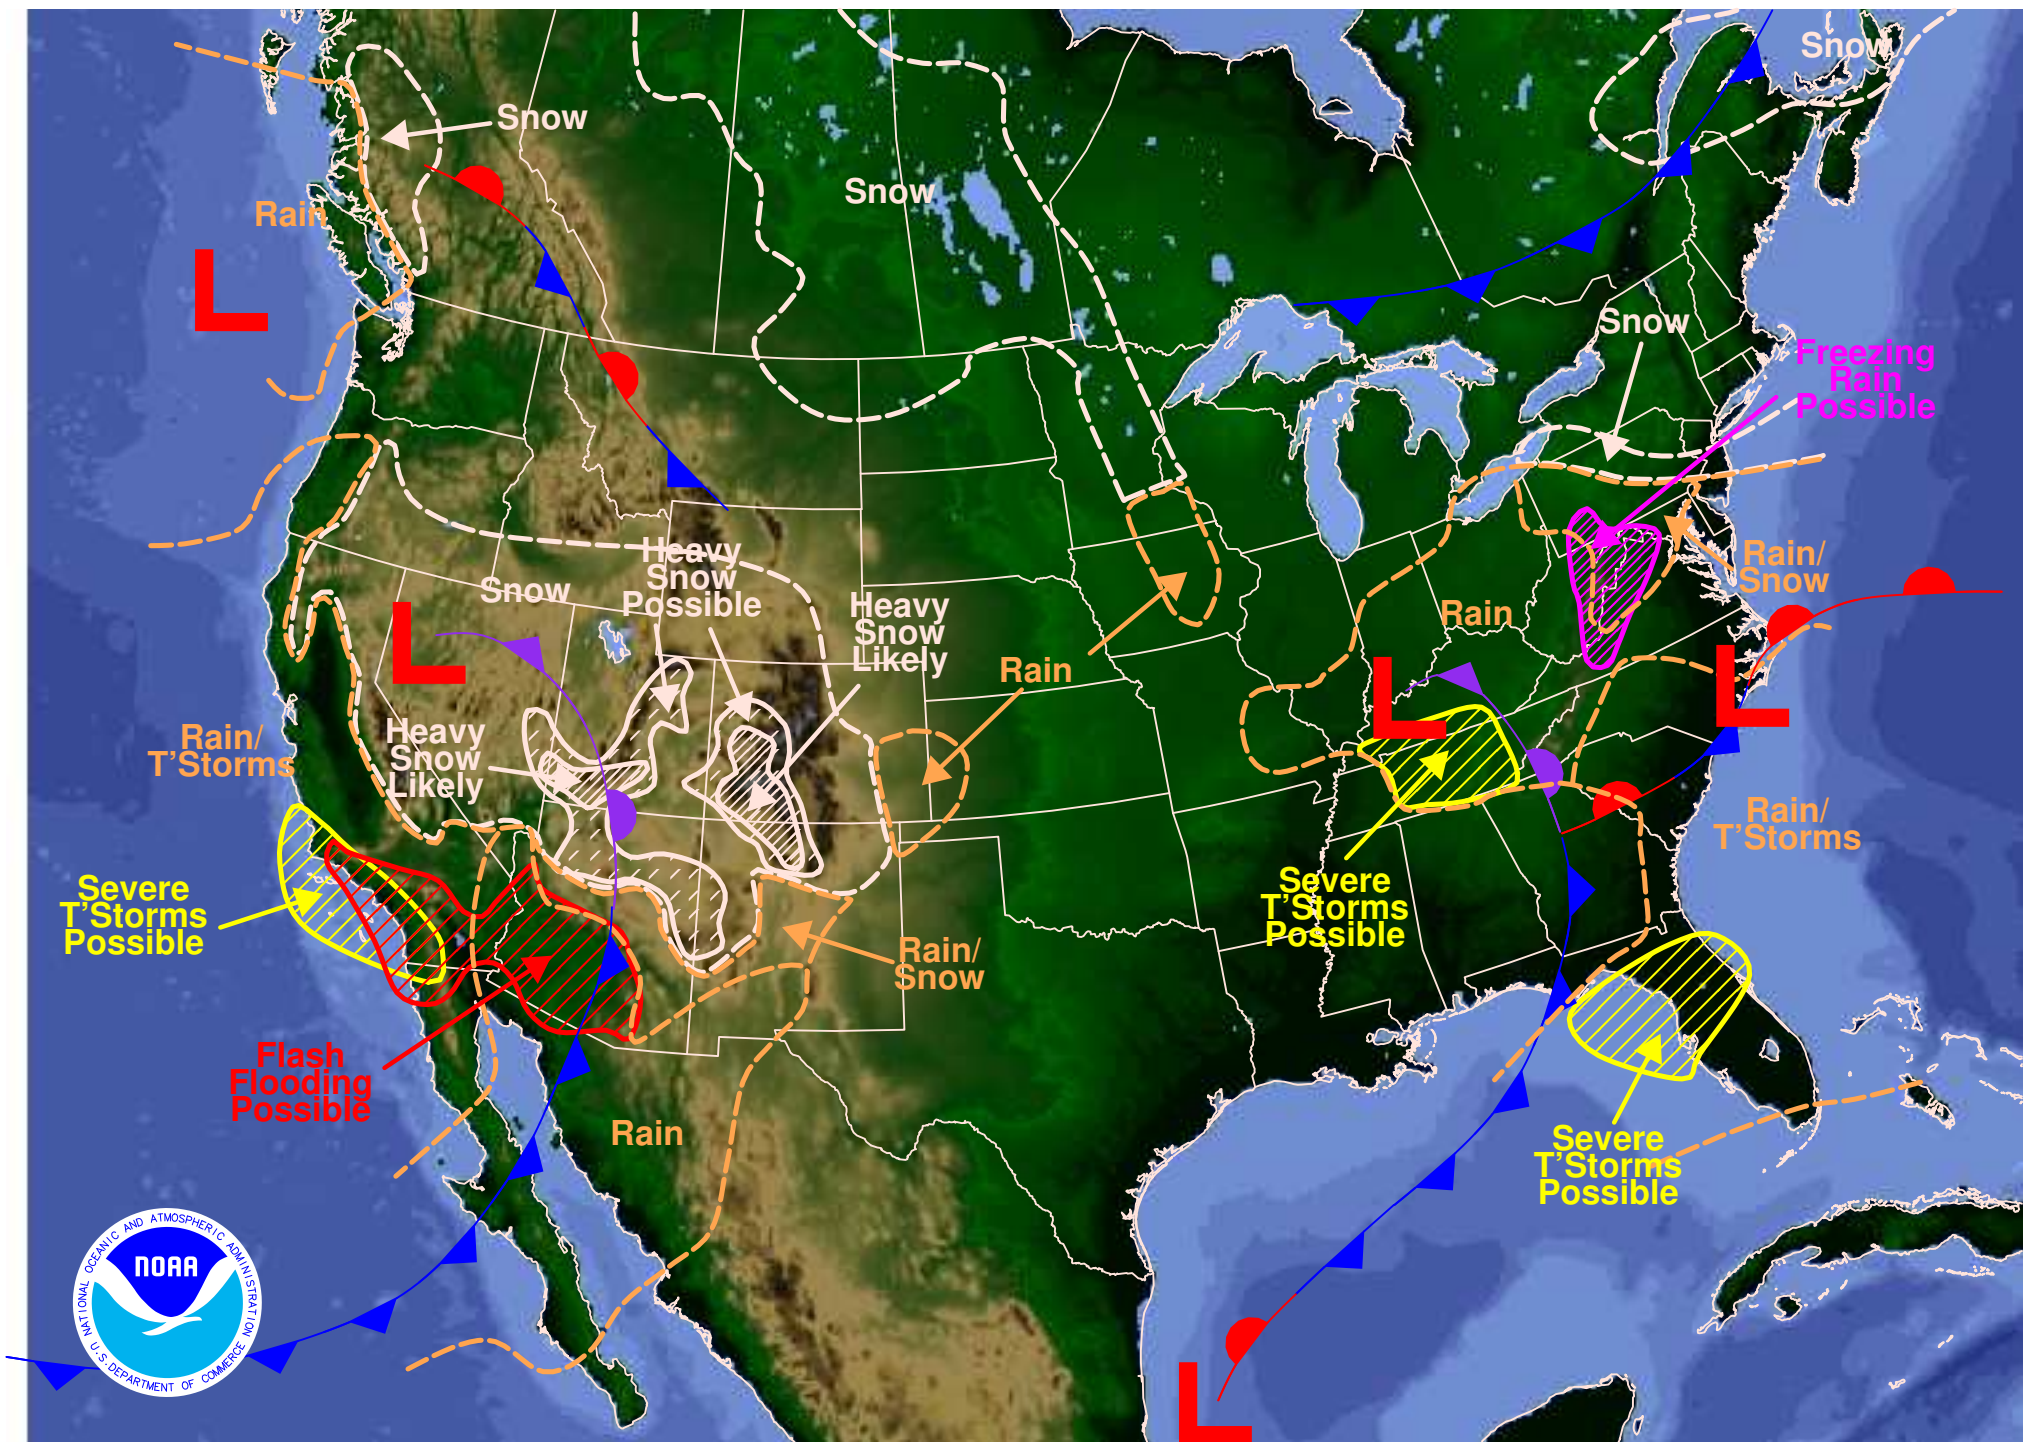 Snow
Snow
Snow
Rain
L
Snow
Freezing
Rain
Possible
Heavy
Snow
Possible
Snow
Rain/
Snow
Heavy
Snow
Likely
Rain
L
Rain
L
L
Rain/
T'Storms
Heavy
Snow
Likely
Rain/
T'Storms
Severe
T'Storms
Possible
Severe
T'Storms
Possible
Rain/
Snow
Flash
Flooding
Possible
Rain
Severe
T'Storms
Possible
NATIONAL OCEANIC AND ATMOSPHERIC ADMINISTRATION
NOAA
U.S. DEPARTMENT OF COMMERCE
L